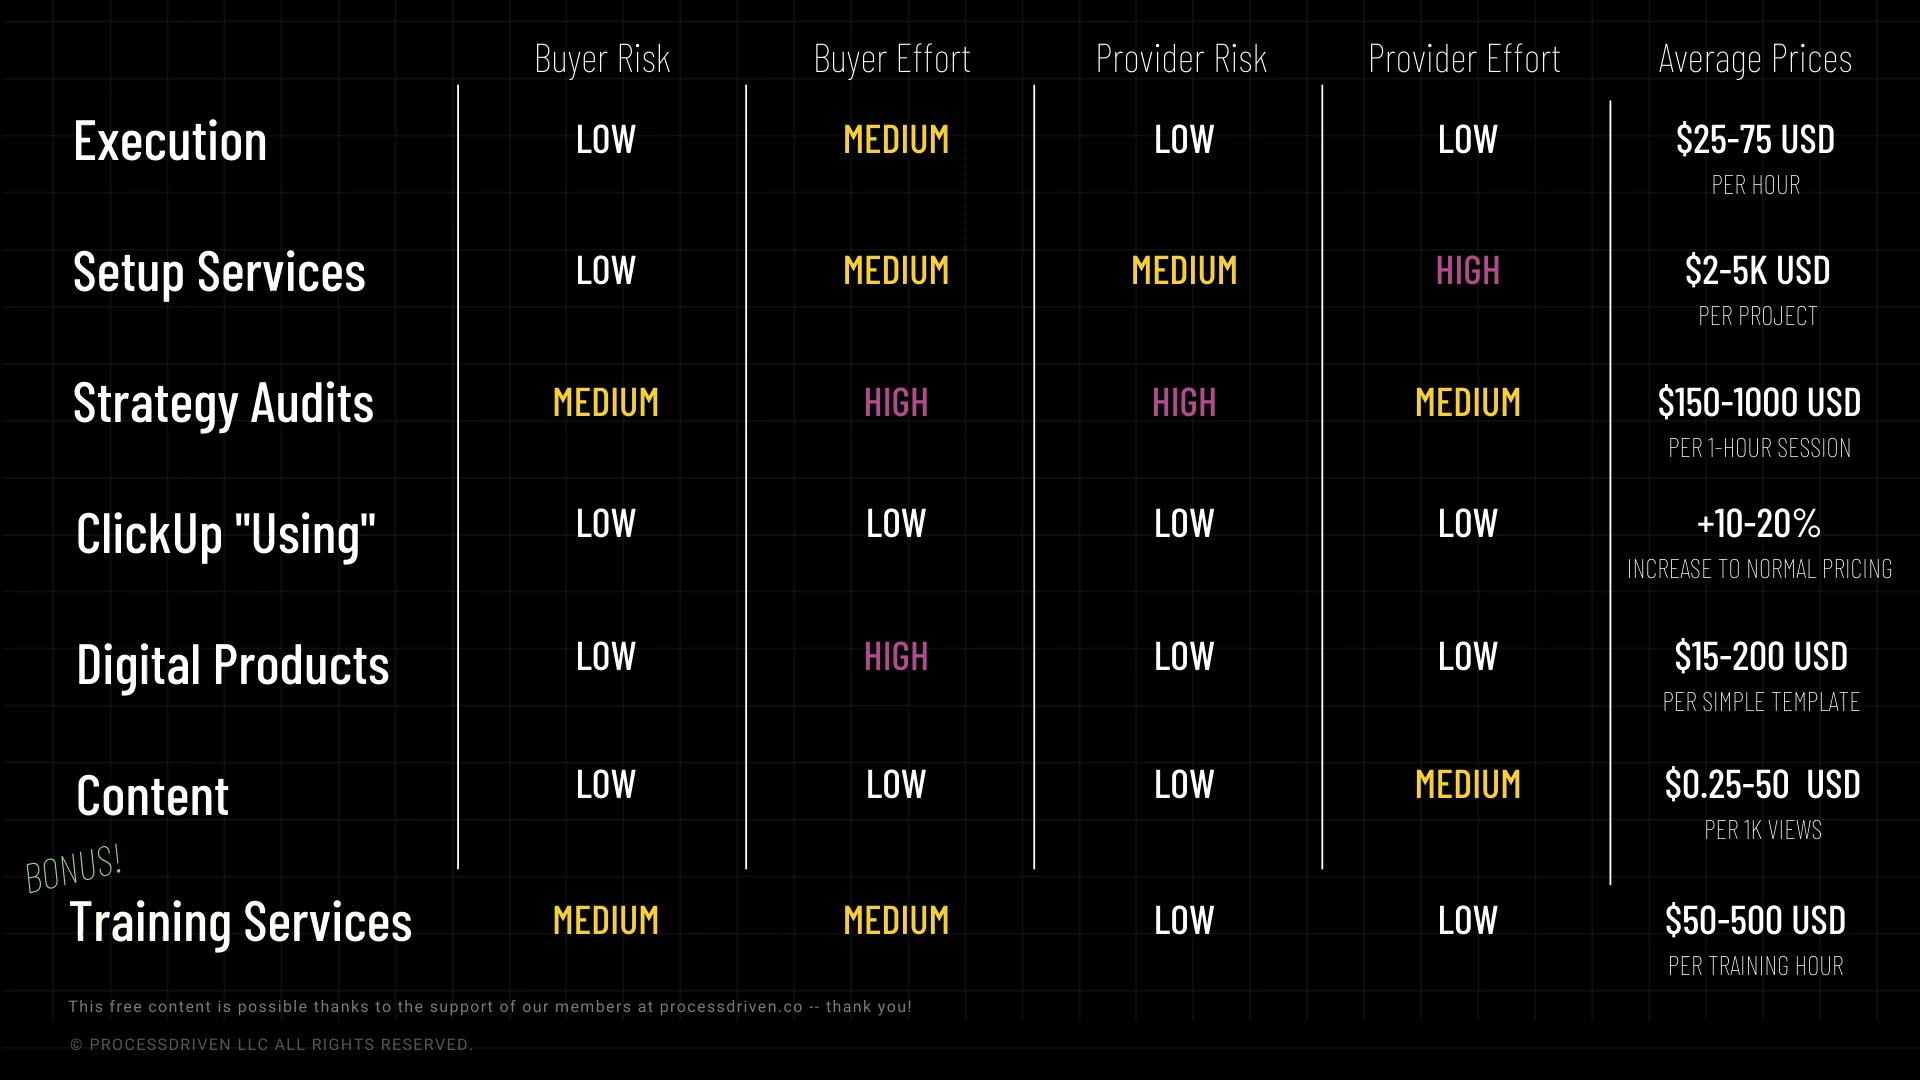 Buyer Risk Buyer Effort Provider Risk Provider Effort Average Prices
Execution LOW MEDIUM LOW LOW $25-75 USD
PER HOUR
Setup Services LOW MEDIUM MEDIUM HIGH $2-5K USD
PER PROJECT
Strategy Audits MEDIUM HIGH HIGH MEDIUM $150-1000 USD
PER 1-HOUR SESSION
ClickUp "Using" LOW LOW LOW LOW +10-20%
INCREASE TO NORMAL PRICING
Digital Products LOW HIGH LOW LOW $15-200 USD
PER SIMPLE TEMPLATE
Content LOW LOW LOW MEDIUM $0.25-50 USD
PER 1K VIEWS
BONUS!
Training Services MEDIUM MEDIUM LOW LOW $50-500 USD
PER TRAINING HOUR
This free content is possible thanks to the support of our members at processdriven.co -- thank you!
© PROCESSDRIVEN LLC ALL RIGHTS RESERVED.